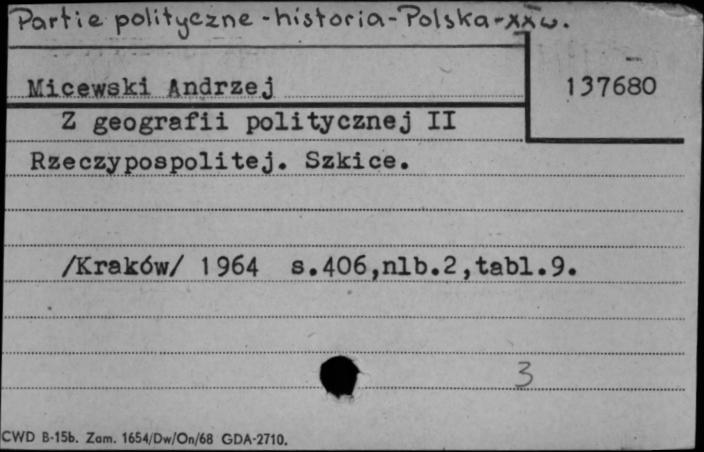 Partie polityczne - historia - Polska - XX w.
Micewski Andrzej
137680
Z geografii politycznej II
Rzeczypospolitej. Szkice.
/Kraków/ 1964 s.406,nlb.2,tabl.9.
3
CWD B-15b. Zam. 1654/Dw/On/68 GDA-2710.